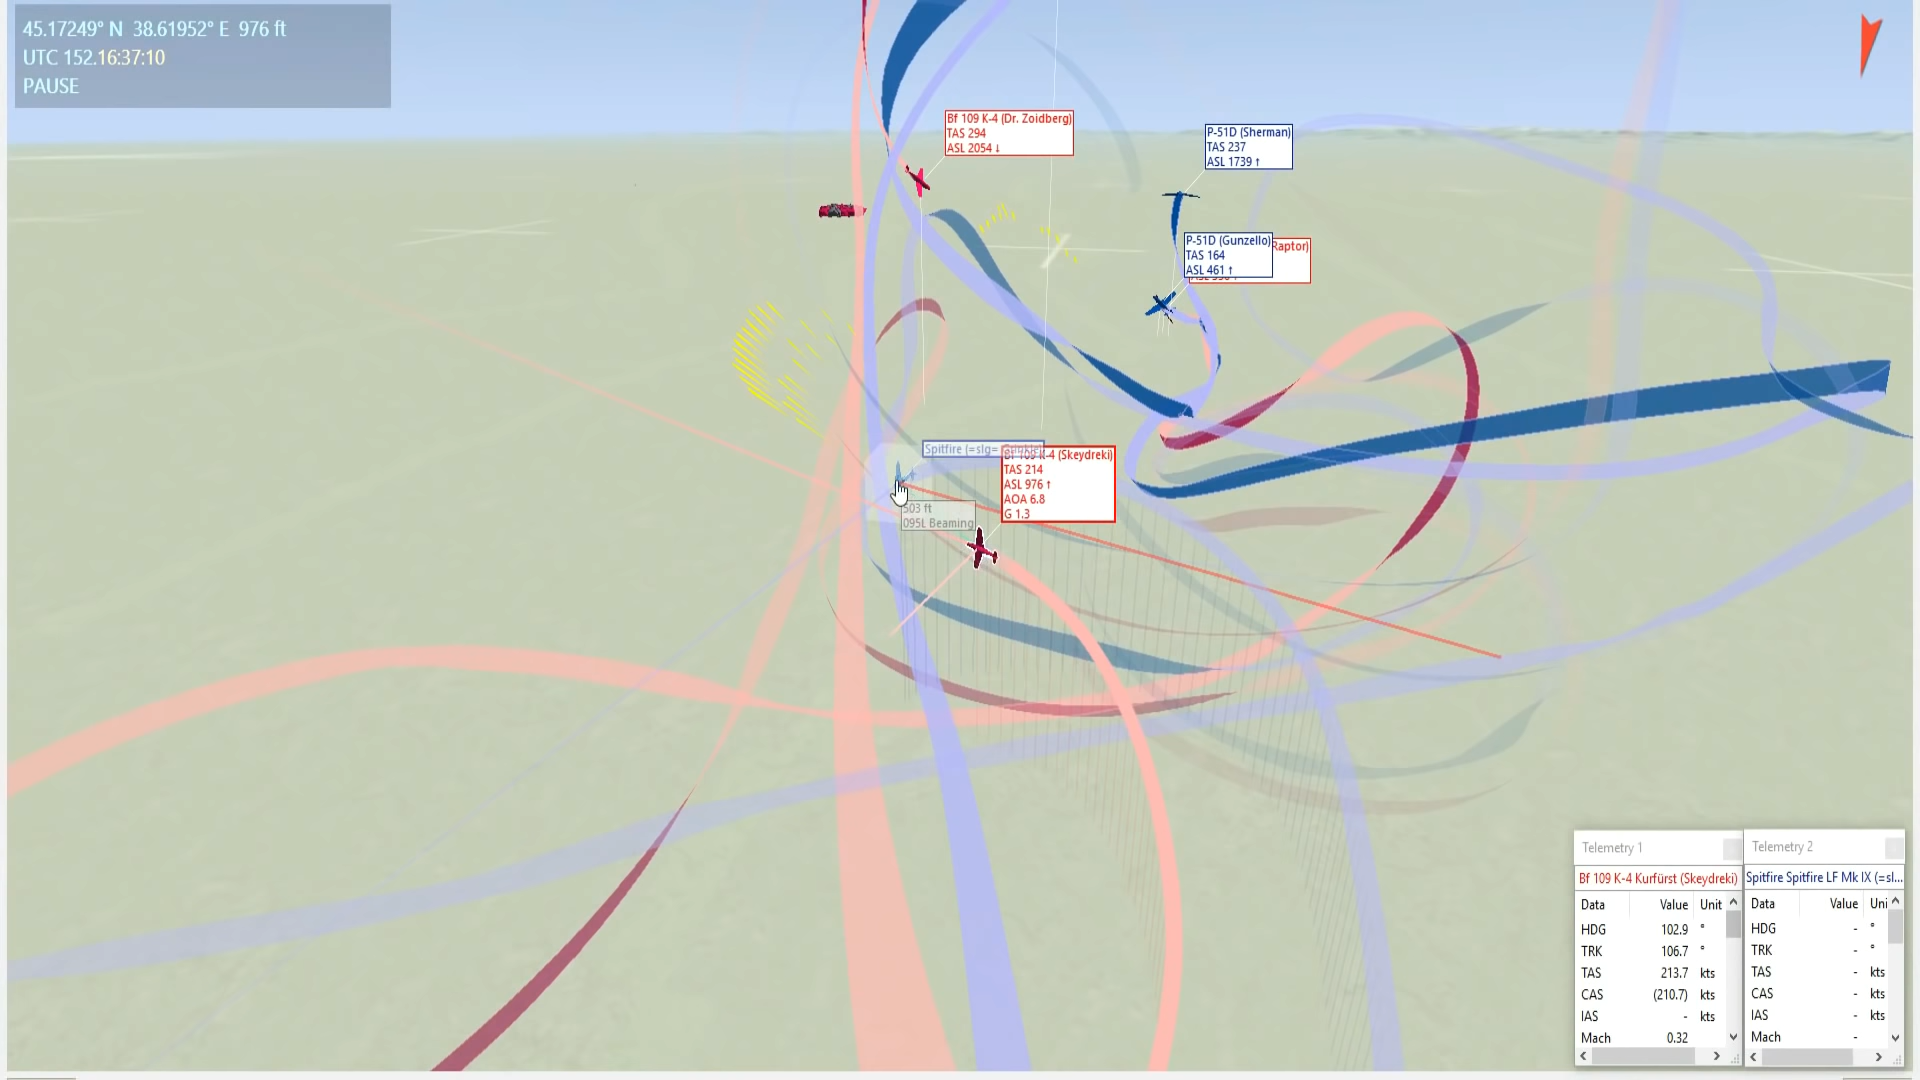 45.17249° N 38.61952° E 976 ft
UTC 152.16:37:10
PAUSE
Bf 109 K-4 (Dr. Zoidberg)
TAS 294
ASL 2054 ↓
P-51D (Sherman)
TAS 237
ASL 1739 ↑
P-51D (Gunzello)
TAS 164
ASL 461 ↑
Raptor)
Spitfire (=slg=
Bf 109 K-4 (Skeydreki)
TAS 214
ASL 976 ↑
AOA 6.8
G 1.3
503 ft
095L Beaming
Telemetry 1
Bf 109 K-4 Kurfürst (Skeydreki)
Data Value Unit
HDG 102.9 °
TRK 106.7 °
TAS 213.7 kts
CAS (210.7) kts
IAS - kts
Mach 0.32
Telemetry 2
Spitfire Spitfire LF Mk IX (=sl...
Data Value Uni
HDG - °
TRK - °
TAS - kts
CAS - kts
IAS - kts
Mach -